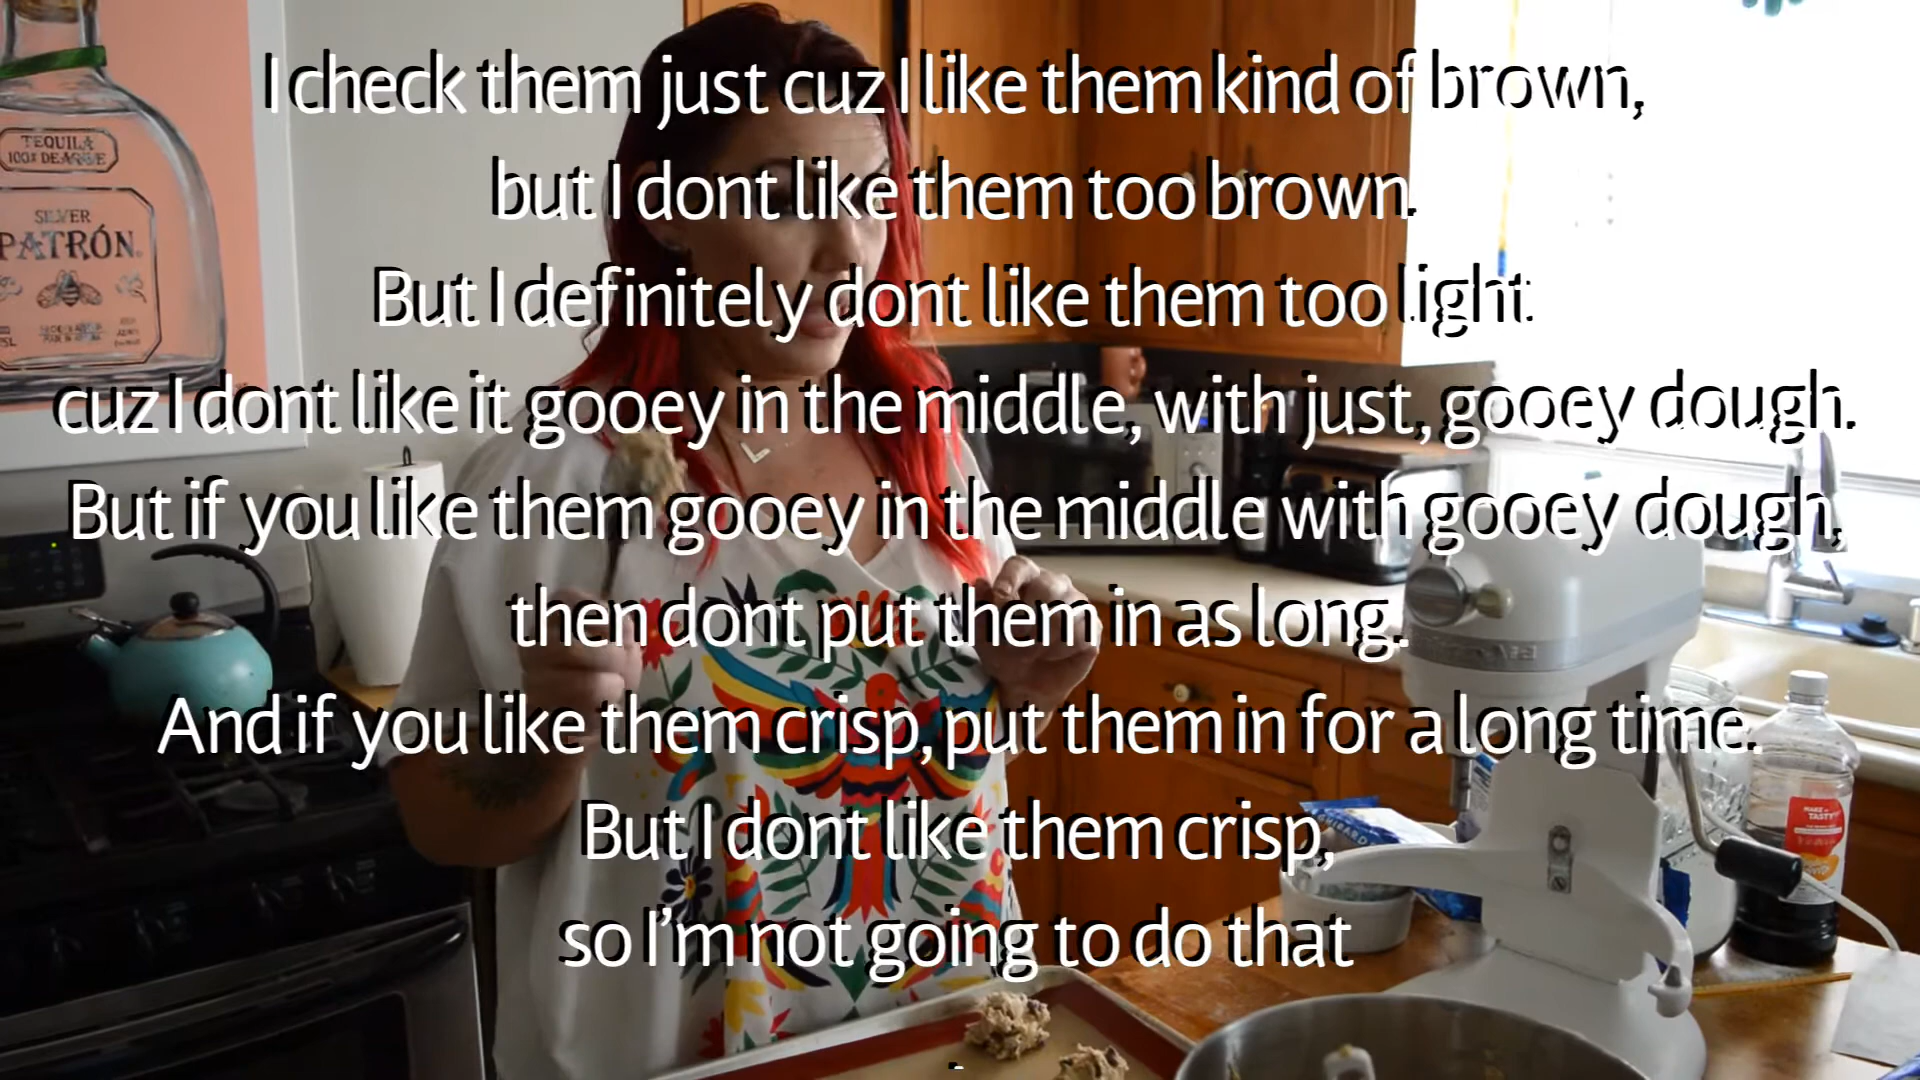 I check them just cuz I like them kind of brown,
but I dont like them too brown.
But I definitely dont like them too light.
cuz I dont like it gooey in the middle, with just, gooey dough.
But if you like them gooey in the middle with gooey dough,
then dont put them in as long.
And if you like them crisp, put them in for a long time.
But I dont like them crisp,
so I'm not going to do that
TEQUILA
SILVER
PATRÓN